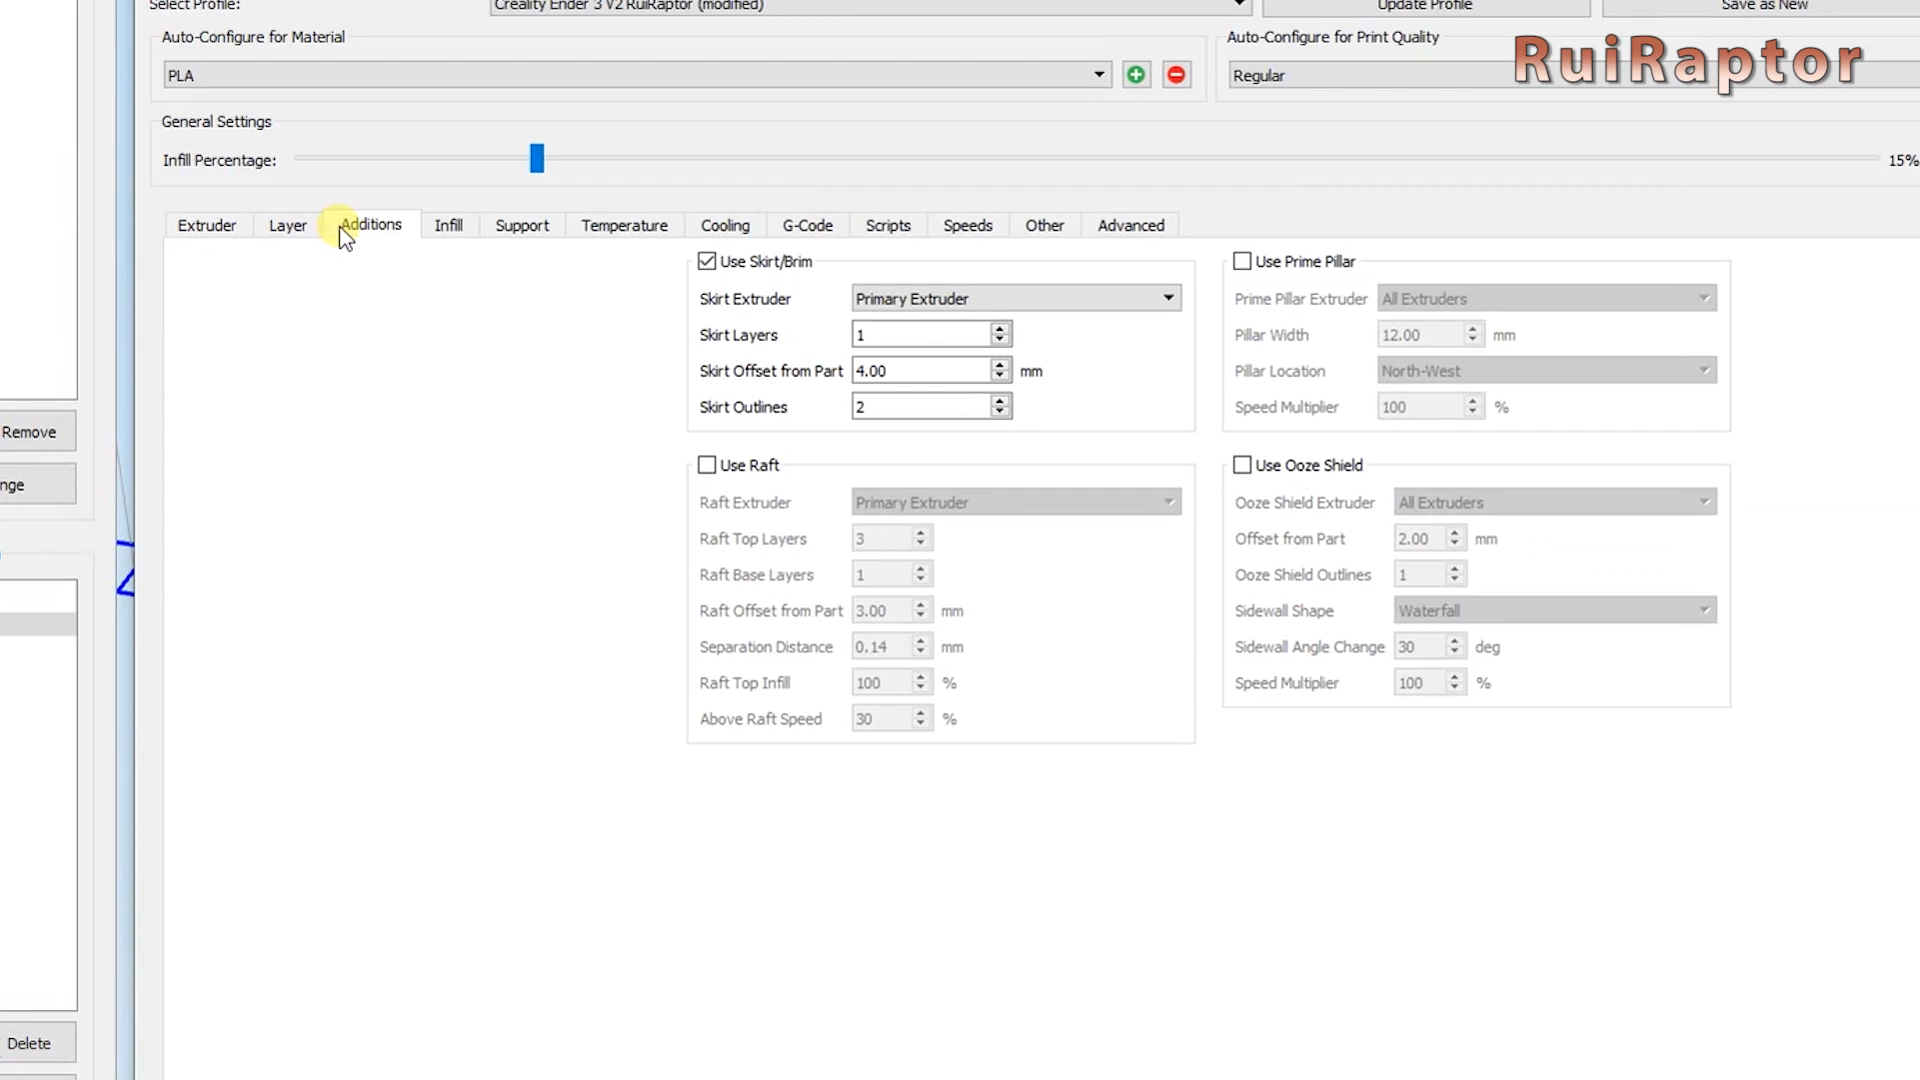 Select Profile: Creality Ender 3 V2 RuiRaptor (modified) Update Profile Save as New
Auto-Configure for Material Auto-Configure for Print Quality
RuiRaptor
PLA Regular
General Settings
Infill Percentage: 15%
Extruder Layer Additions Infill Support Temperature Cooling G-Code Scripts Speeds Other Advanced
Use Skirt/Brim
Skirt Extruder Primary Extruder
Skirt Layers 1
Skirt Offset from Part 4.00 mm
Skirt Outlines 2
Use Prime Pillar
Prime Pillar Extruder All Extruders
Pillar Width 12.00 mm
Pillar Location North-West
Speed Multiplier 100 %
Use Raft
Raft Extruder Primary Extruder
Raft Top Layers 3
Raft Base Layers 1
Raft Offset from Part 3.00 mm
Separation Distance 0.14 mm
Raft Top Infill 100 %
Above Raft Speed 30 %
Use Ooze Shield
Ooze Shield Extruder All Extruders
Offset from Part 2.00 mm
Ooze Shield Outlines 1
Sidewall Shape Waterfall
Sidewall Angle Change 30 deg
Speed Multiplier 100 %
Remove
nge
Delete